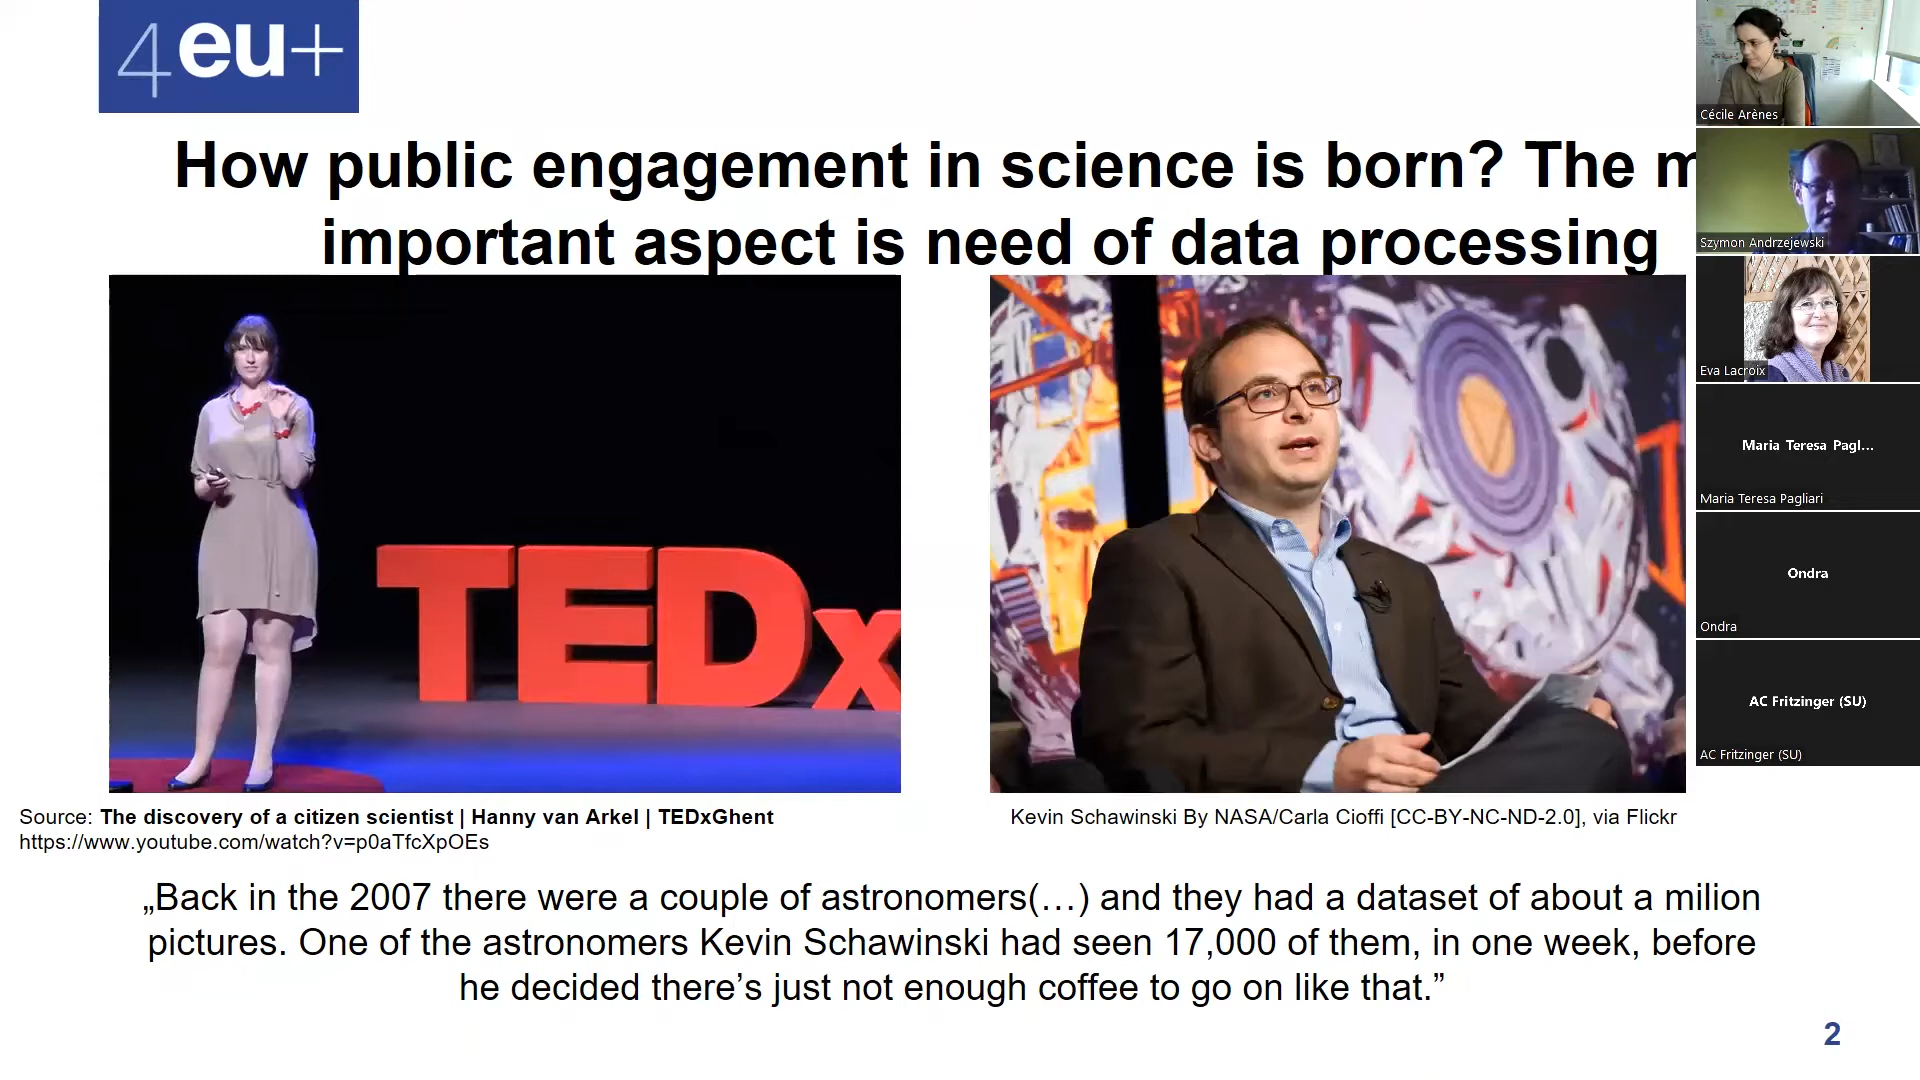 4eu+
How public engagement in science is born? The m
important aspect is need of data processing
TEDx
Source: The discovery of a citizen scientist | Hanny van Arkel | TEDxGhent
https://www.youtube.com/watch?v=p0aTfcXpOEs
Kevin Schawinski By NASA/Carla Cioffi [CC-BY-NC-ND-2.0], via Flickr
„Back in the 2007 there were a couple of astronomers(…) and they had a dataset of about a milion
pictures. One of the astronomers Kevin Schawinski had seen 17,000 of them, in one week, before
he decided there’s just not enough coffee to go on like that.”
2
Cécile Arènes
Szymon Andrzejewski
Eva Lacroix
Maria Teresa Pagl...
Maria Teresa Pagliari
Ondra
Ondra
AC Fritzinger (SU)
AC Fritzinger (SU)